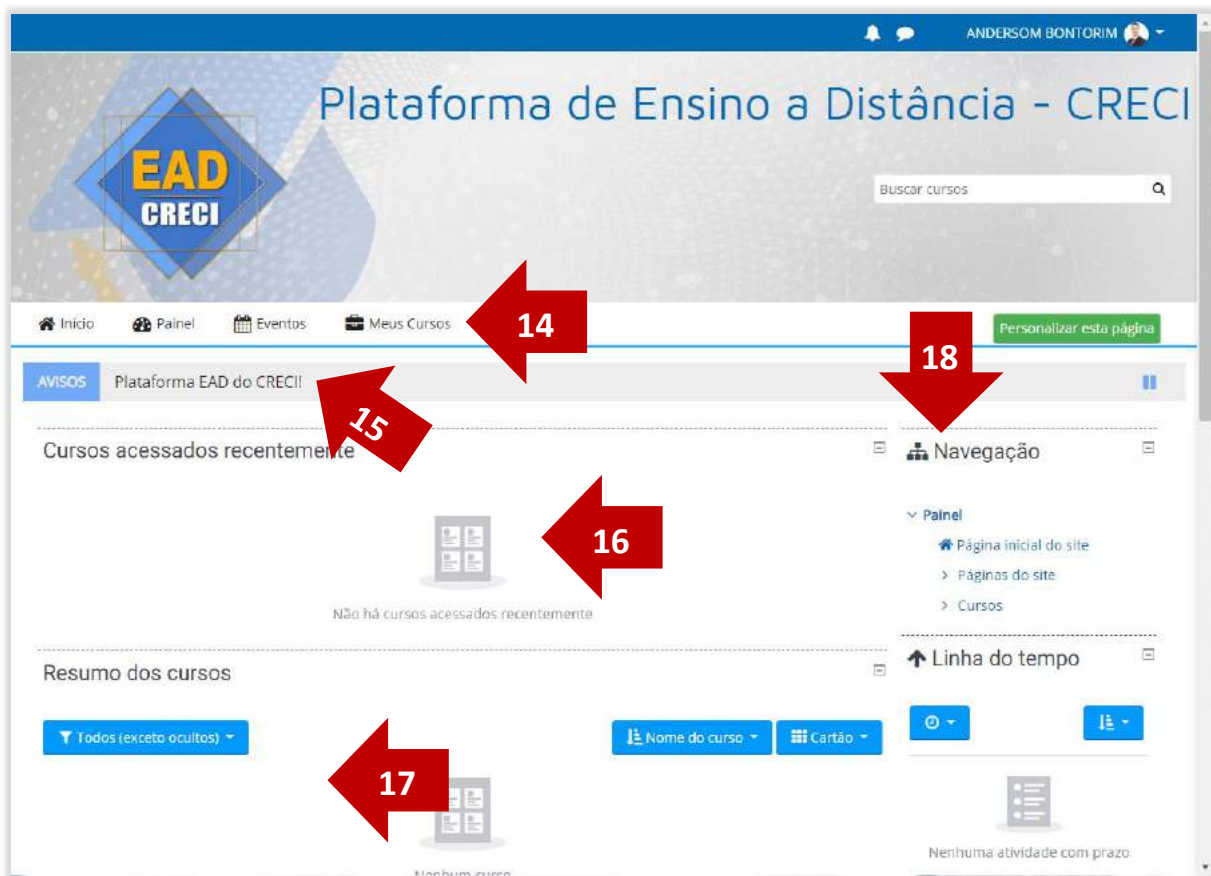 ANDERSOM BONTORIM
Plataforma de Ensino a Distância - CRECI
EAD
CRECI
Buscar cursos
Início
Painel
Eventos
Meus Cursos
14
Personalizar esta página
18
AVISOS
Plataforma EAD do CRECI!
15
Cursos acessados recentemente
Navegação
16
Painel
Página inicial do site
Páginas do site
Cursos
Não há cursos acessados recentemente
Resumo dos cursos
Linha do tempo
Todos (exceto ocultos)
Nome do curso
Cartão
17
Nenhuma atividade com prazo
Nenhum curso